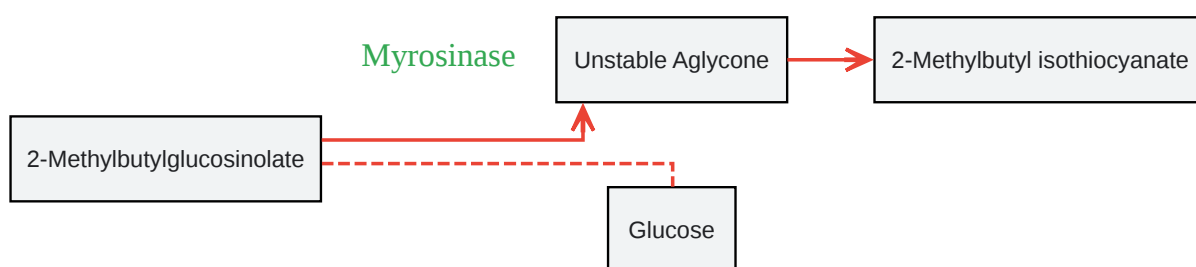 Myrosinase
Unstable Aglycone
2-Methylbutyl isothiocyanate
2-Methylbutylglucosinolate
Glucose